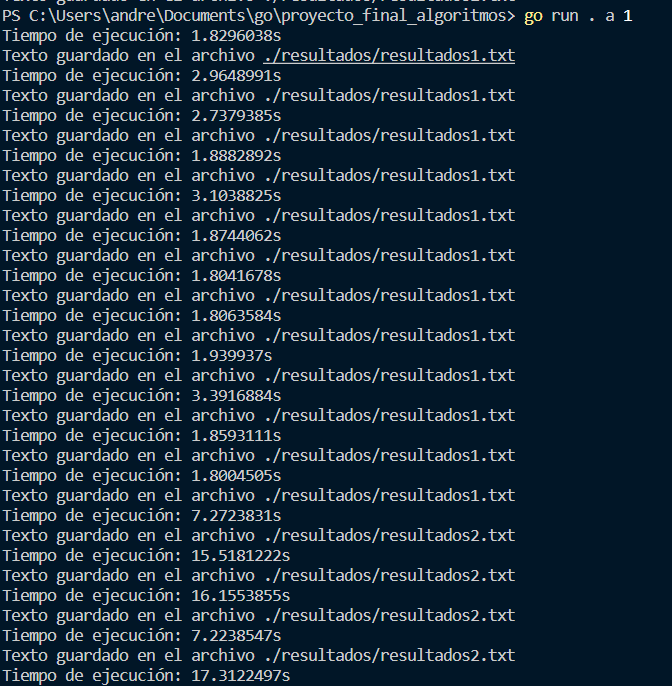 Texto guardado en el archivo ./resultados/resultados2.txt
PS C:\Users\andre\Documents\go\proyecto_final_algoritmos> go run . a 1
Tiempo de ejecución: 1.8296038s
Texto guardado en el archivo ./resultados/resultados1.txt
Tiempo de ejecución: 2.9648991s
Texto guardado en el archivo ./resultados/resultados1.txt
Tiempo de ejecución: 2.7379385s
Texto guardado en el archivo ./resultados/resultados1.txt
Tiempo de ejecución: 1.8882892s
Texto guardado en el archivo ./resultados/resultados1.txt
Tiempo de ejecución: 3.1038825s
Texto guardado en el archivo ./resultados/resultados1.txt
Tiempo de ejecución: 1.8744062s
Texto guardado en el archivo ./resultados/resultados1.txt
Tiempo de ejecución: 1.8041678s
Texto guardado en el archivo ./resultados/resultados1.txt
Tiempo de ejecución: 1.8063584s
Texto guardado en el archivo ./resultados/resultados1.txt
Tiempo de ejecución: 1.939937s
Texto guardado en el archivo ./resultados/resultados1.txt
Tiempo de ejecución: 3.3916884s
Texto guardado en el archivo ./resultados/resultados1.txt
Tiempo de ejecución: 1.8593111s
Texto guardado en el archivo ./resultados/resultados1.txt
Tiempo de ejecución: 1.8004505s
Texto guardado en el archivo ./resultados/resultados1.txt
Tiempo de ejecución: 7.2723831s
Texto guardado en el archivo ./resultados/resultados2.txt
Tiempo de ejecución: 15.5181222s
Texto guardado en el archivo ./resultados/resultados2.txt
Tiempo de ejecución: 16.1553855s
Texto guardado en el archivo ./resultados/resultados2.txt
Tiempo de ejecución: 7.2238547s
Texto guardado en el archivo ./resultados/resultados2.txt
Tiempo de ejecución: 17.3122497s